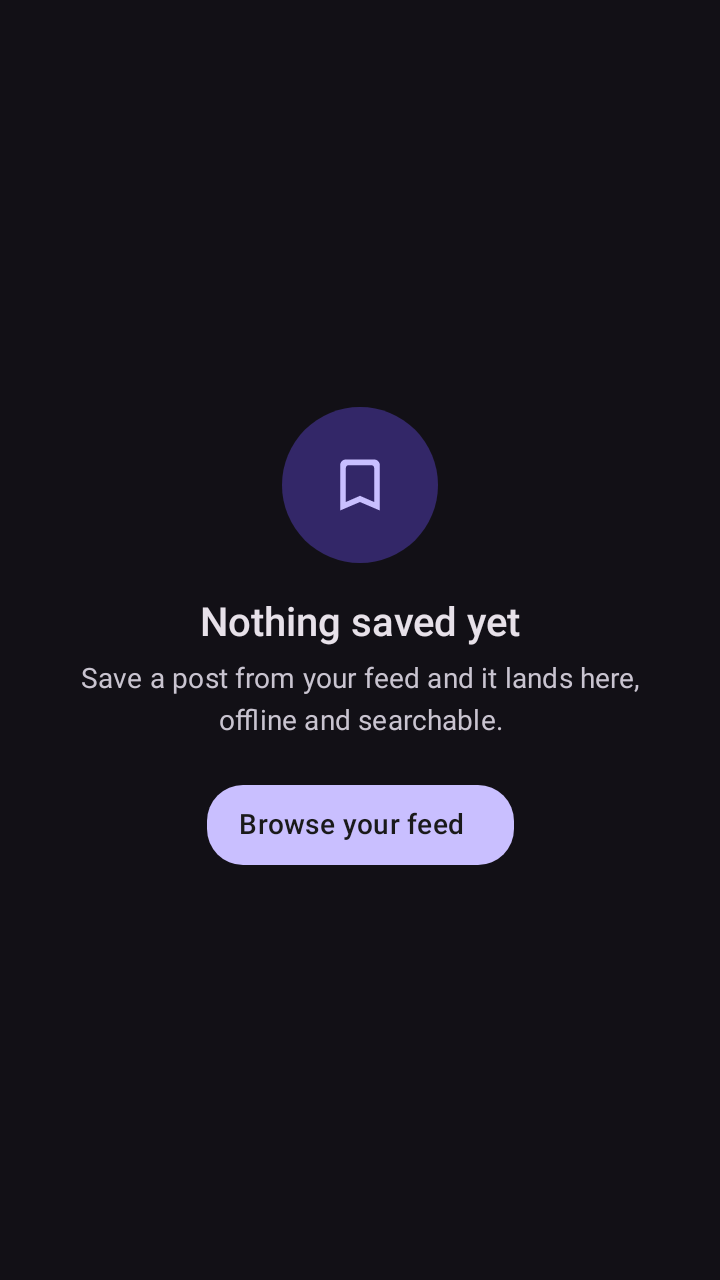 Nothing saved yet
Save a post from your feed and it lands here,
offline and searchable.
Browse your feed